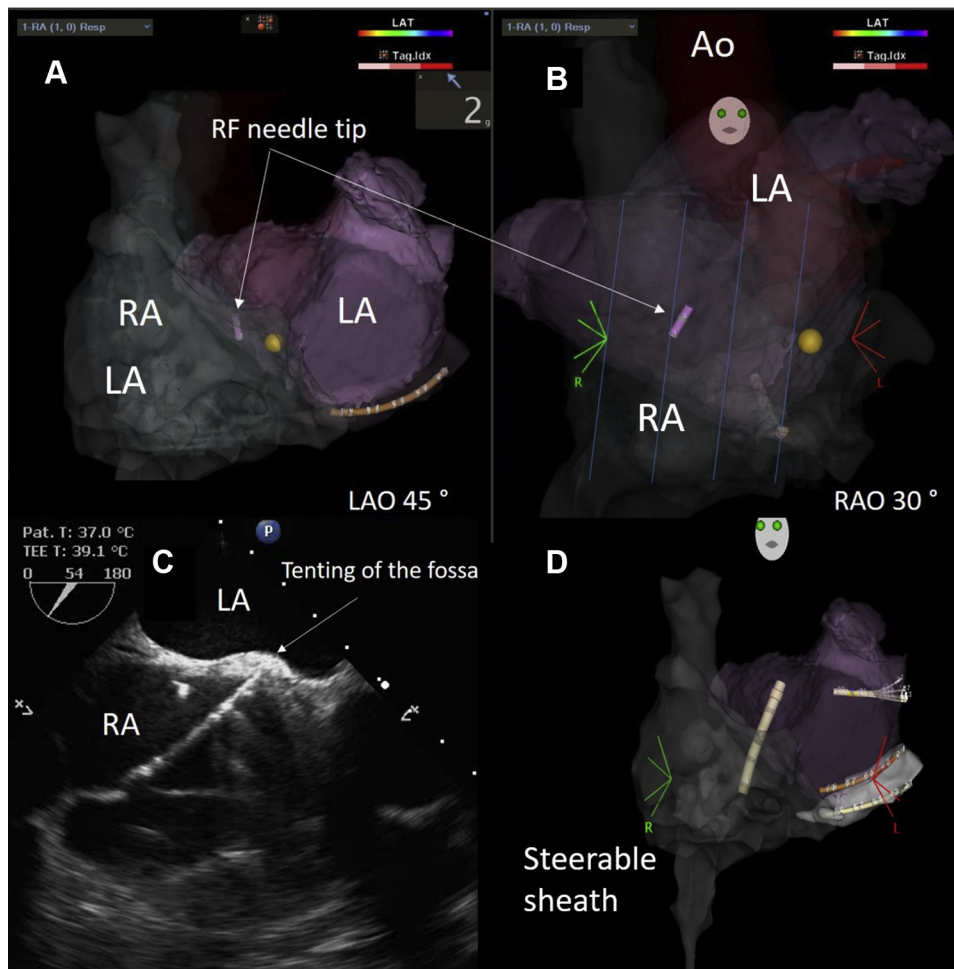 1-RA (1, 0) Resp
LAT
Tag.Idx
A
2 g
RF needle tip
RA
LA
LA
LAO 45 °
1-RA (1, 0) Resp
LAT
Tag.Idx
B
Ao
LA
R
L
RA
RAO 30 °
Pat. T: 37.0 °C
TEE T: 39.1 °C
0 54 180
C
P
Tenting of the fossa
LA
RA
D
R
L
Steerable
sheath